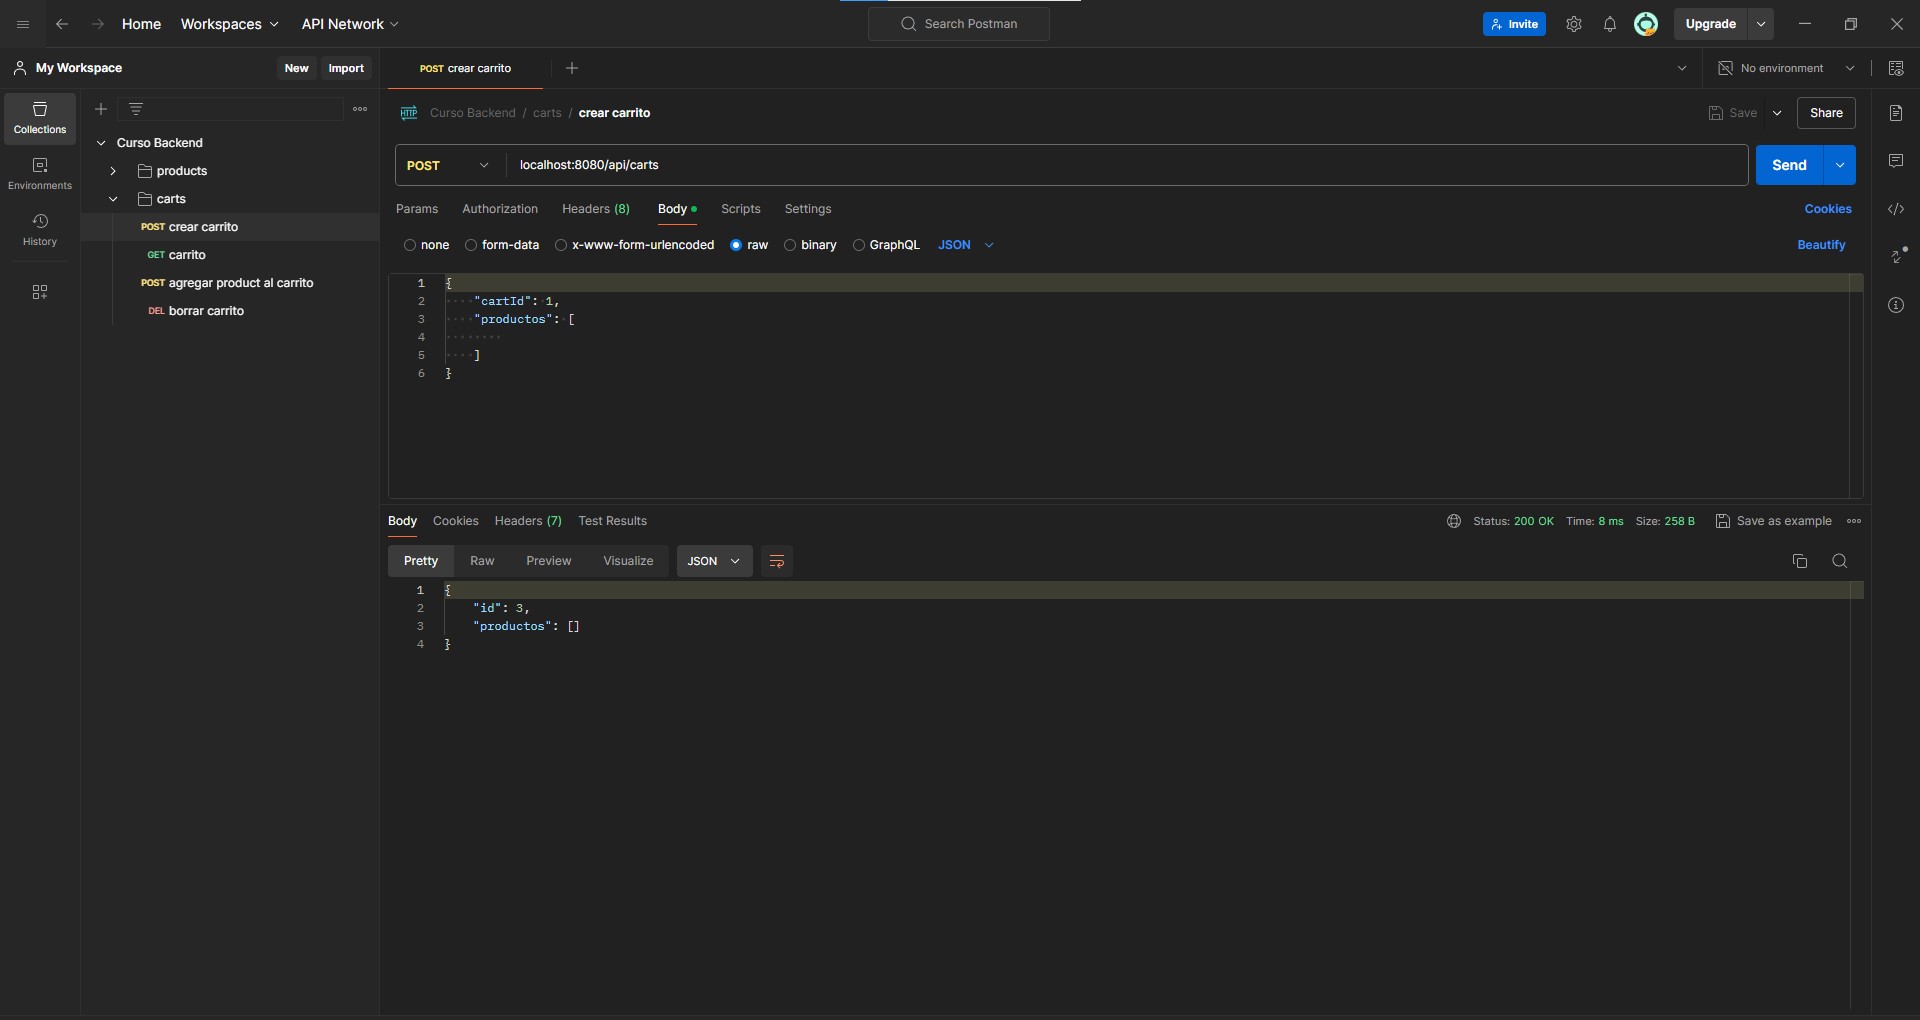 Home Workspaces API Network Search Postman Invite Upgrade
My Workspace New Import POST crear carrito No environment
Collections
Environments
History
Curso Backend
products
carts
POST crear carrito
GET carrito
POST agregar product al carrito
DEL borrar carrito
HTTP Curso Backend / carts / crear carrito Save Share
POST localhost:8080/api/carts Send
Params Authorization Headers (8) Body Scripts Settings Cookies
none form-data x-www-form-urlencoded raw binary GraphQL JSON Beautify
1 {
2 "cartId": 1,
3 "productos": [
4
5 ]
6 }
Body Cookies Headers (7) Test Results Status: 200 OK Time: 8 ms Size: 258 B Save as example
Pretty Raw Preview Visualize JSON
1 {
2 "id": 3,
3 "productos": []
4 }